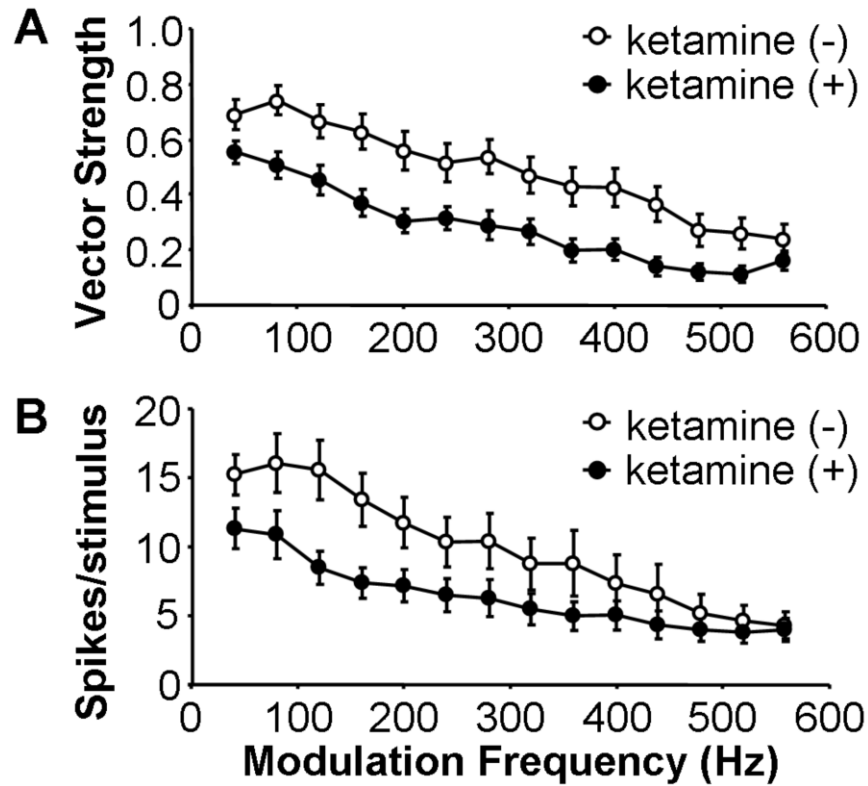 A
Vector Strength
1.0
0.8
0.6
0.4
0.2
0
0 100 200 300 400 500 600
ketamine (-)
ketamine (+)
B
Spikes/stimulus
20
15
10
5
0
0 100 200 300 400 500 600
ketamine (-)
ketamine (+)
Modulation Frequency (Hz)